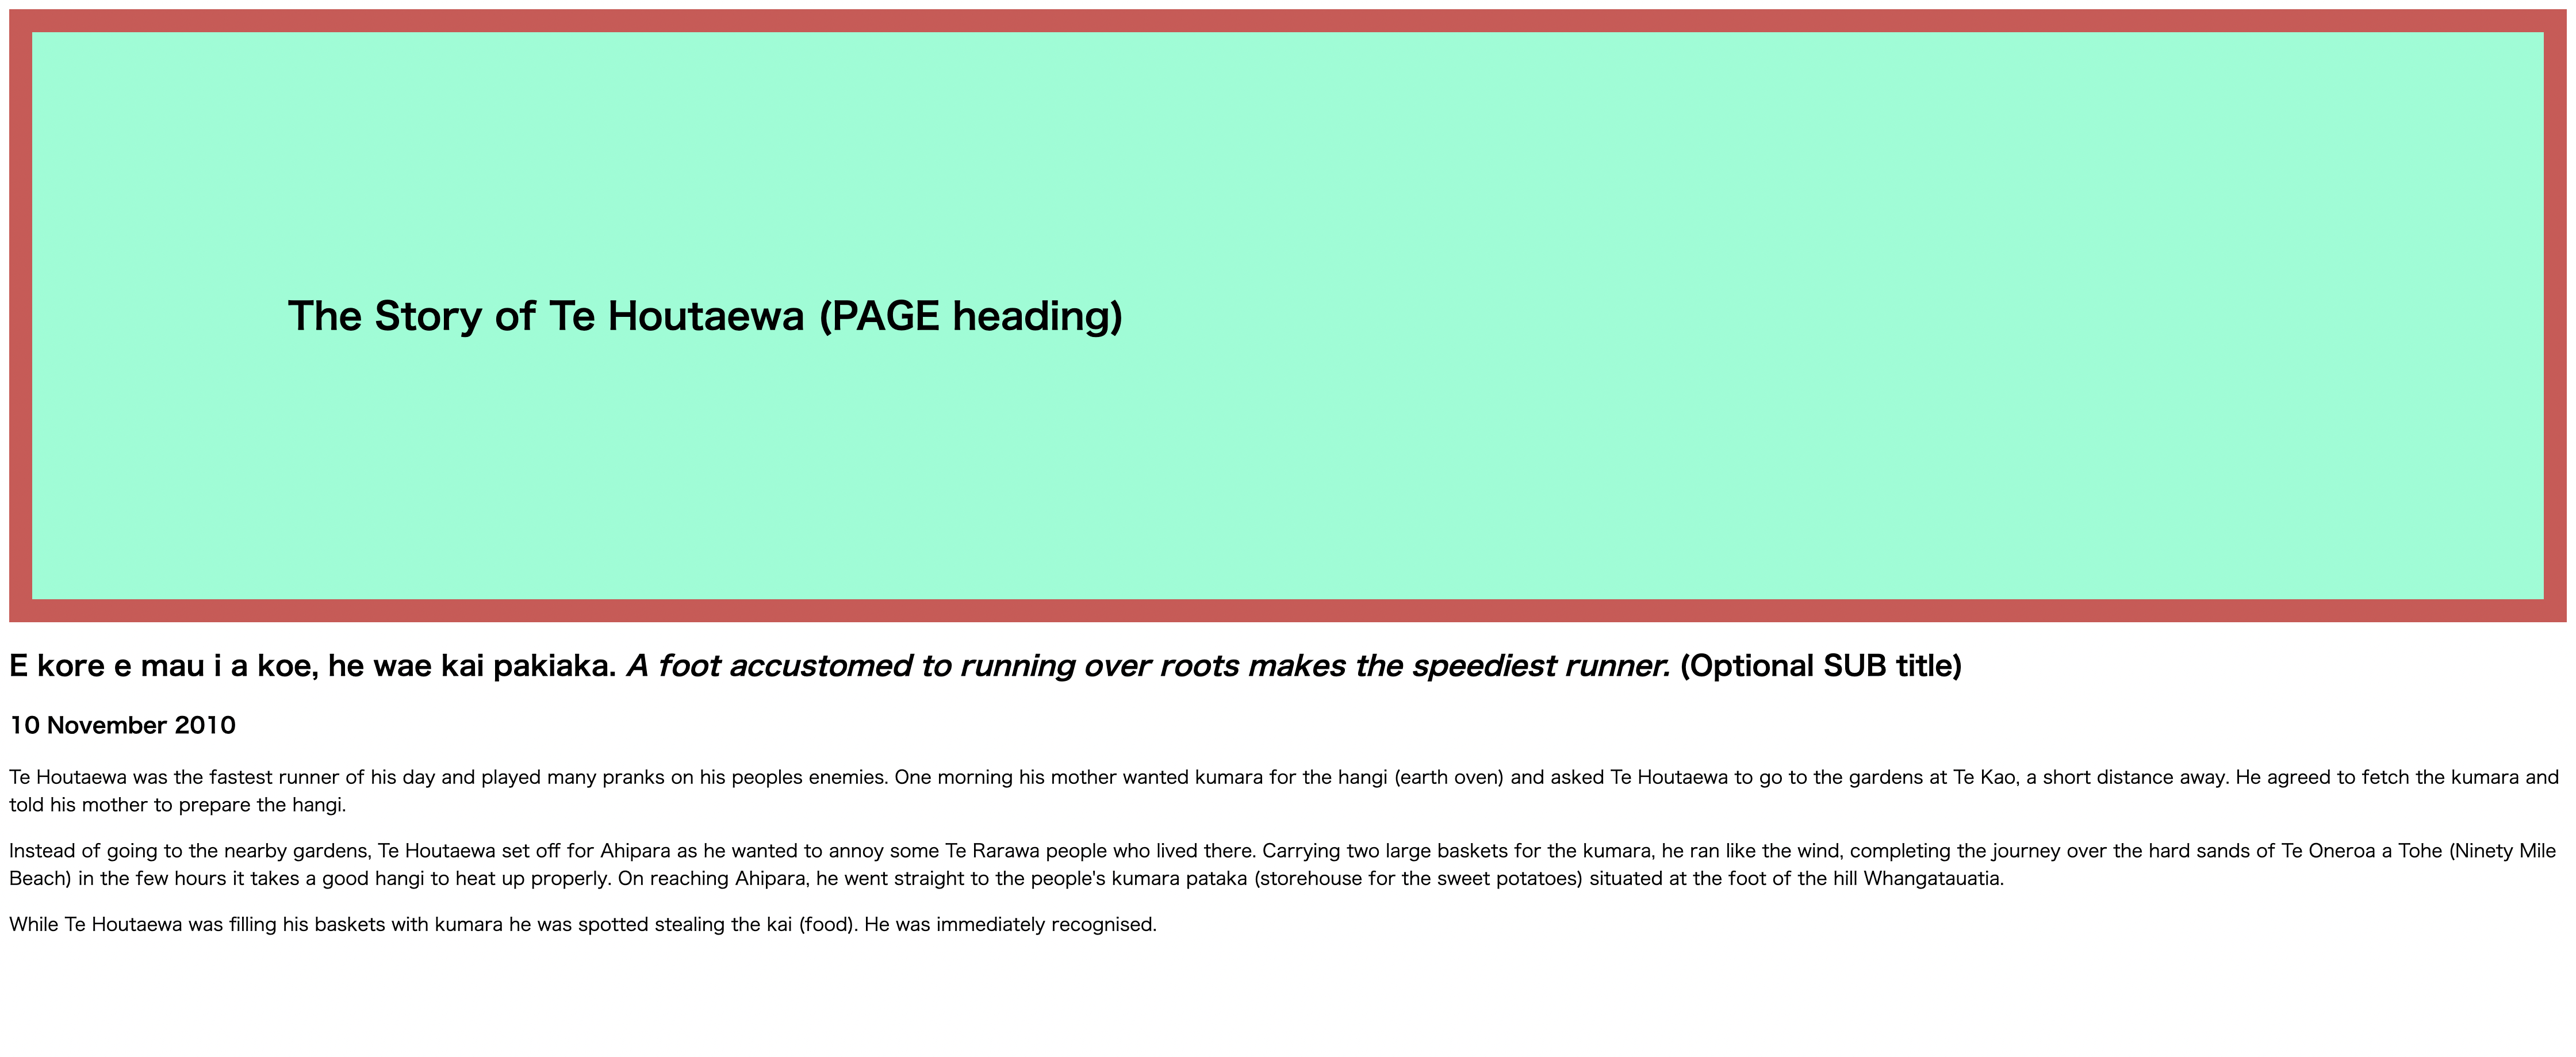 The Story of Te Houtaewa (PAGE heading)
E kore e mau i a koe, he wae kai pakiaka. A foot accustomed to running over roots makes the speediest runner. (Optional SUB title)
10 November 2010
Te Houtaewa was the fastest runner of his day and played many pranks on his peoples enemies. One morning his mother wanted kumara for the hangi (earth oven) and asked Te Houtaewa to go to the gardens at Te Kao, a short distance away. He agreed to fetch the kumara and
told his mother to prepare the hangi.
Instead of going to the nearby gardens, Te Houtaewa set off for Ahipara as he wanted to annoy some Te Rarawa people who lived there. Carrying two large baskets for the kumara, he ran like the wind, completing the journey over the hard sands of Te Oneroa a Tohe (Ninety Mile
Beach) in the few hours it takes a good hangi to heat up properly. On reaching Ahipara, he went straight to the people's kumara pataka (storehouse for the sweet potatoes) situated at the foot of the hill Whangatauatia.
While Te Houtaewa was filling his baskets with kumara he was spotted stealing the kai (food). He was immediately recognised.